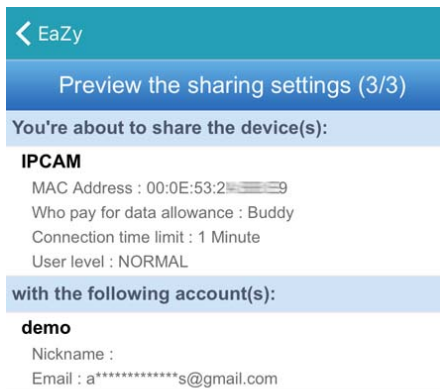 EaZy
Preview the sharing settings (3/3)
You're about to share the device(s):
IPCAM
MAC Address : 00:0E:53:2 9
Who pay for data allowance : Buddy
Connection time limit : 1 Minute
User level : NORMAL
with the following account(s):
demo
Nickname :
Email : a*************s@gmail.com